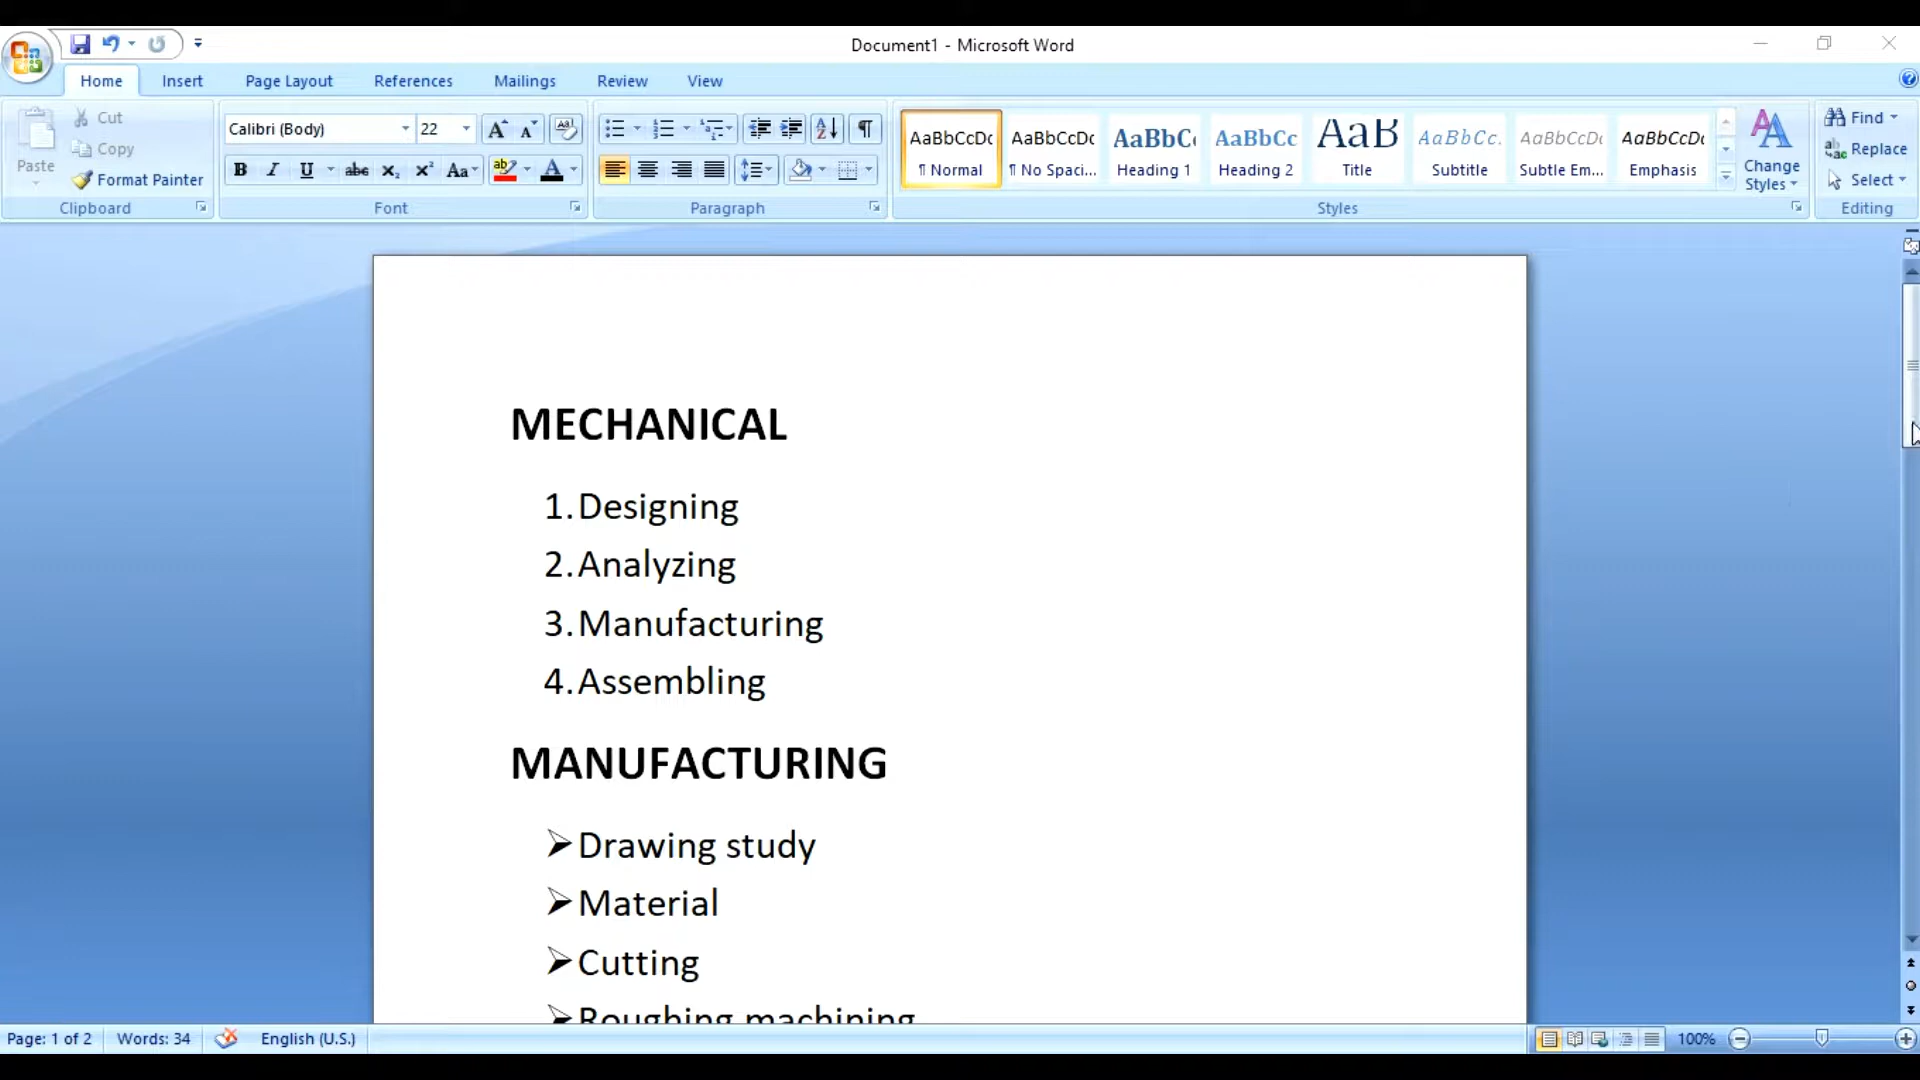 Document1 - Microsoft Word
Home Insert Page Layout References Mailings Review View
Paste
Cut
Copy
Format Painter
Clipboard
Calibri (Body) 22
Font
Paragraph
AaBbCcDc AaBbCcDc AaBbC AaBbCc AaB AaBbCc. AaBbCcDc AaBbCcDc
¶ Normal ¶ No Spaci... Heading 1 Heading 2 Title Subtitle Subtle Em... Emphasis
Change
Styles
Styles
Find
Replace
Select
Editing
MECHANICAL
1. Designing
2. Analyzing
3. Manufacturing
4. Assembling
MANUFACTURING
➢ Drawing study
➢ Material
➢ Cutting
➢ Roughing machining
Page: 1 of 2 Words: 34 English (U.S.) 100%